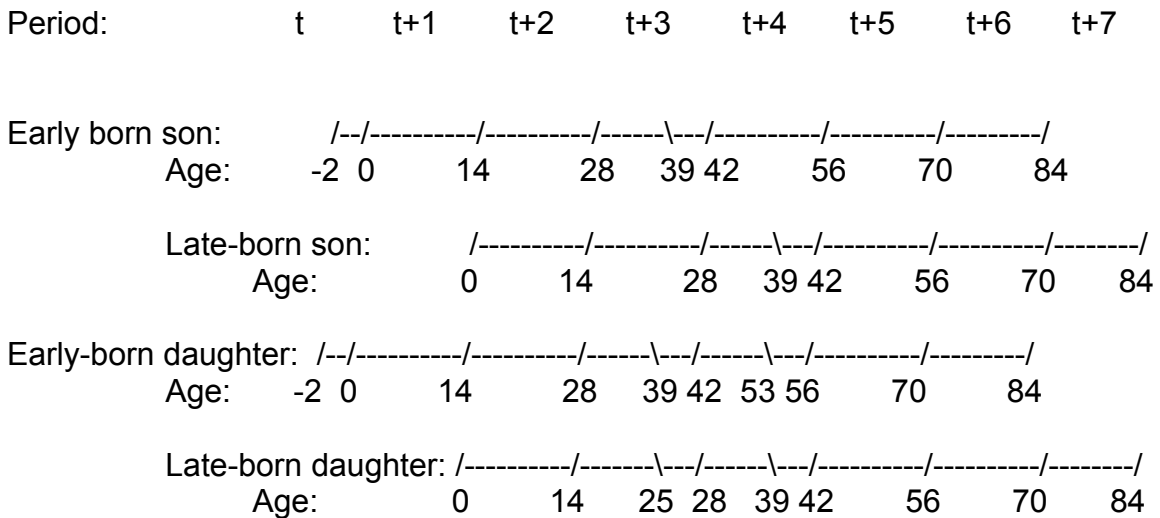 Period: t t+1 t+2 t+3 t+4 t+5 t+6 t+7
Early born son: /--/----------/----------/------\---/----------/----------/---------/
Age: -2 0 14 28 39 42 56 70 84
Late-born son: /----------/----------/------\---/----------/----------/--------/
Age: 0 14 28 39 42 56 70 84
Early-born daughter: /--/----------/----------/------\---/------\---/----------/---------/
Age: -2 0 14 28 39 42 53 56 70 84
Late-born daughter: /----------/-------\---/------\---/----------/----------/--------/
Age: 0 14 25 28 39 42 56 70 84